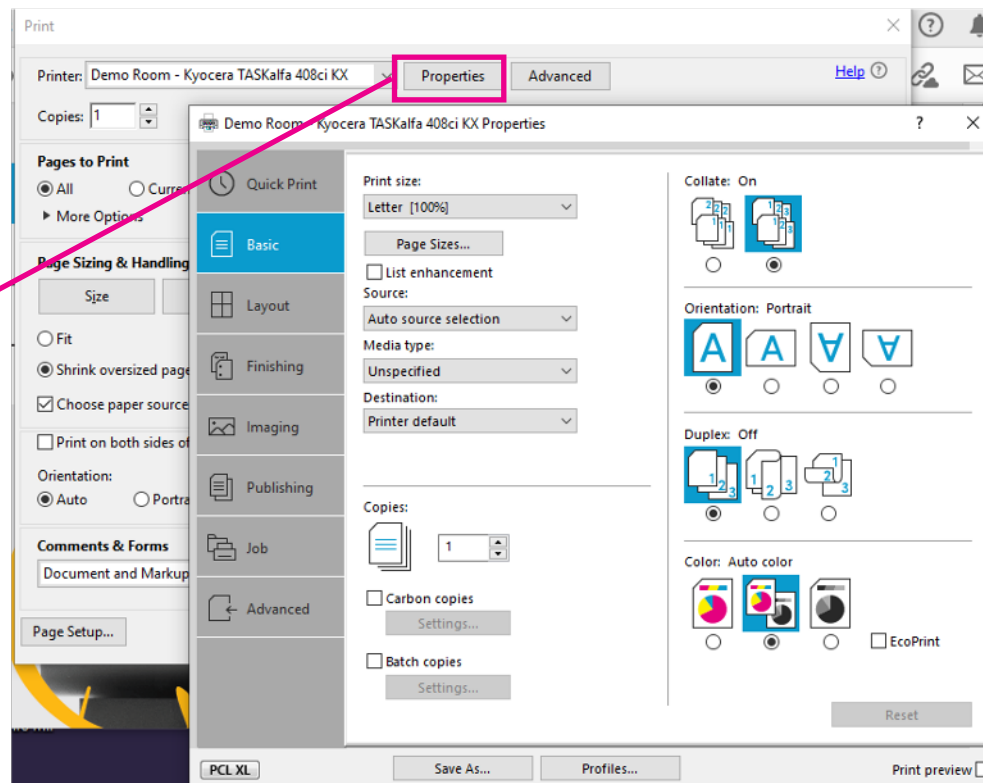 Print
Printer: Demo Room - Kyocera TASKalfa 408ci KX
Properties
Advanced
Help
Copies: 1
Pages to Print
All
More Options
Page Sizing & Handling
Size
Fit
Shrink oversized page
Choose paper source
Print on both sides of
Orientation:
Auto
Comments & Forms
Document and Markup
Page Setup...
Demo Room - Kyocera TASKalfa 408ci KX Properties
Quick Print
Basic
Layout
Finishing
Imaging
Publishing
Job
Advanced
Print size:
Letter [100%]
Page Sizes...
List enhancement
Source:
Auto source selection
Media type:
Unspecified
Destination:
Printer default
Copies:
1
Carbon copies
Settings...
Batch copies
Settings...
Collate: On
Orientation: Portrait
Duplex: Off
Color: Auto color
EcoPrint
Reset
PCL XL
Save As...
Profiles...
Print preview